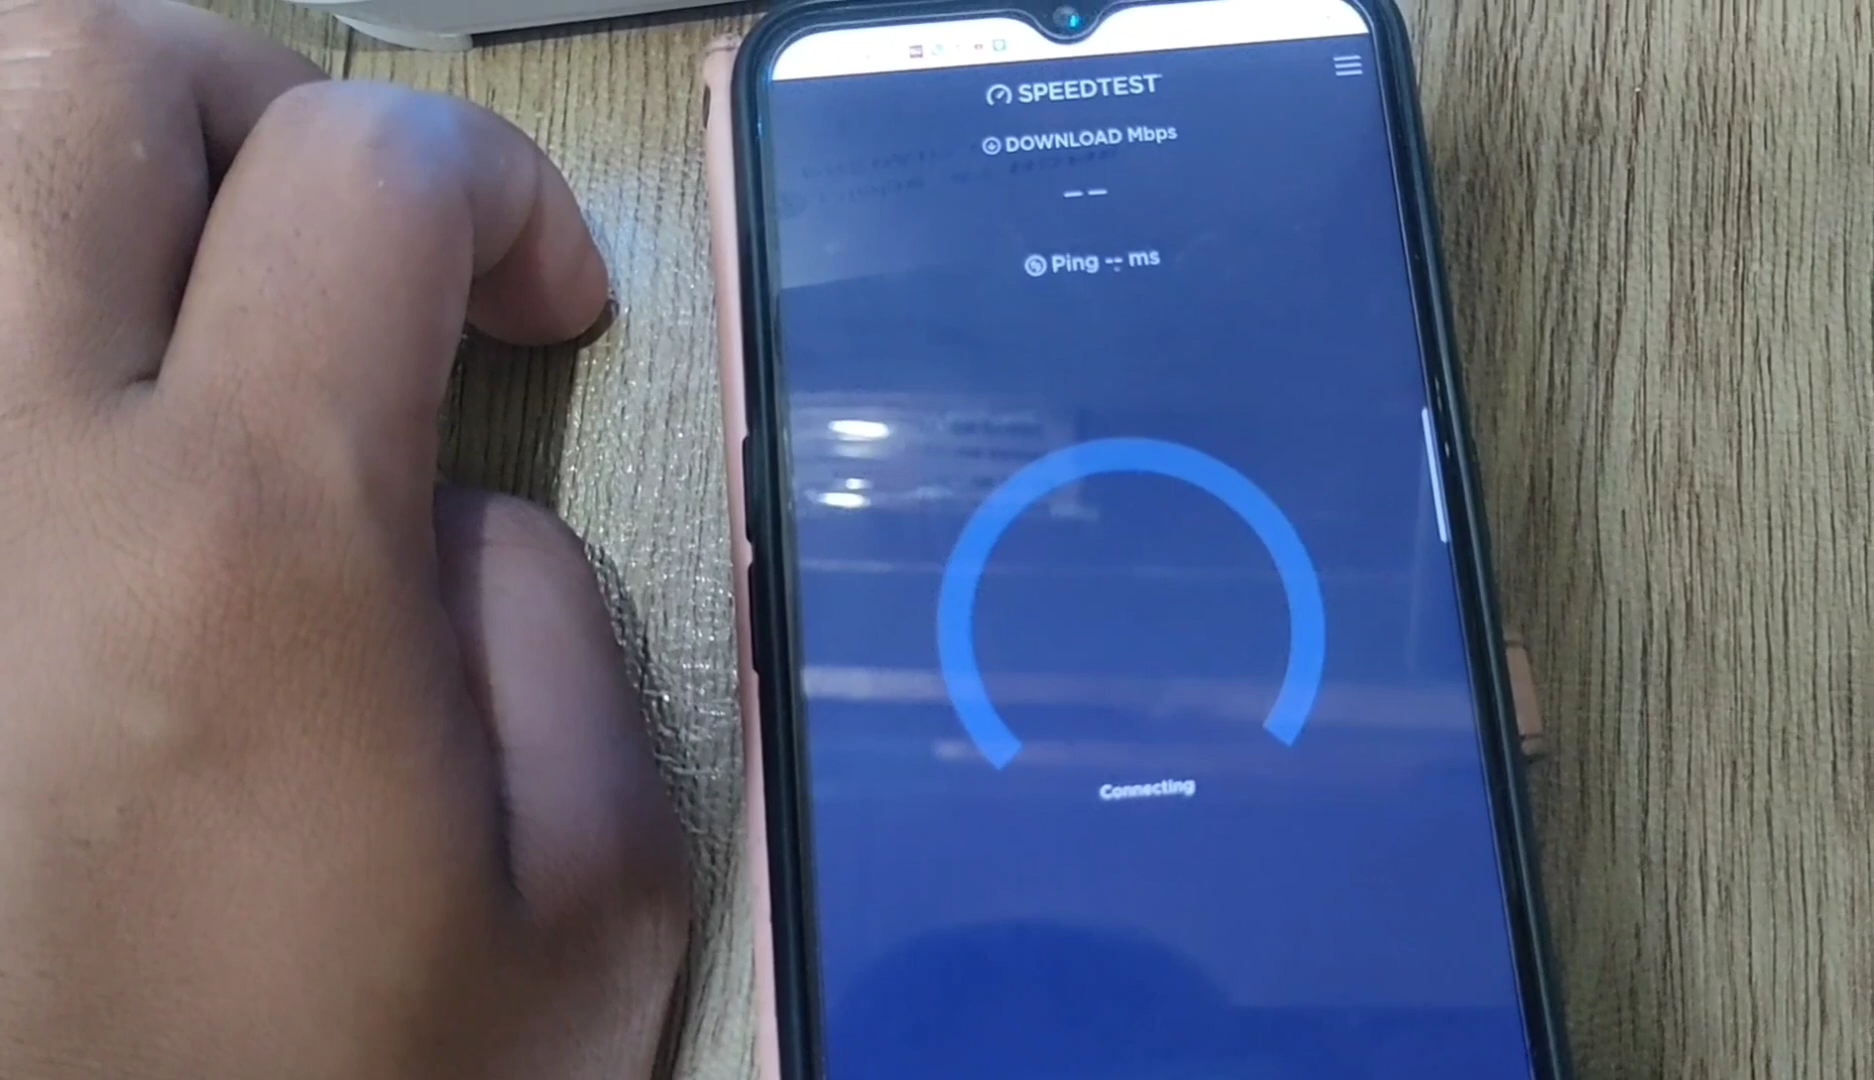 SPEEDTEST
DOWNLOAD Mbps
— —
Ping -- ms
Connecting